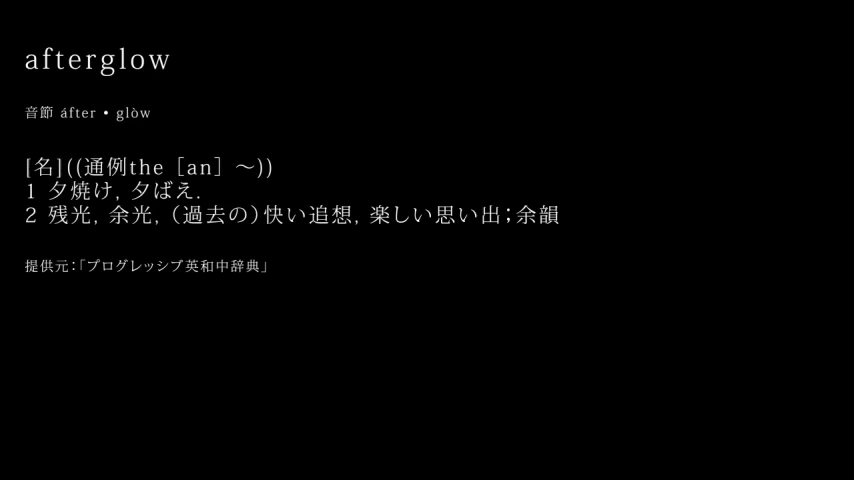 afterglow
音節 áfter • glòw
[名]((通例the［an］～))
1 夕焼け, 夕ばえ.
2 残光, 余光,（過去の）快い追想, 楽しい思い出；余韻
提供元：「プログレッシブ英和中辞典」